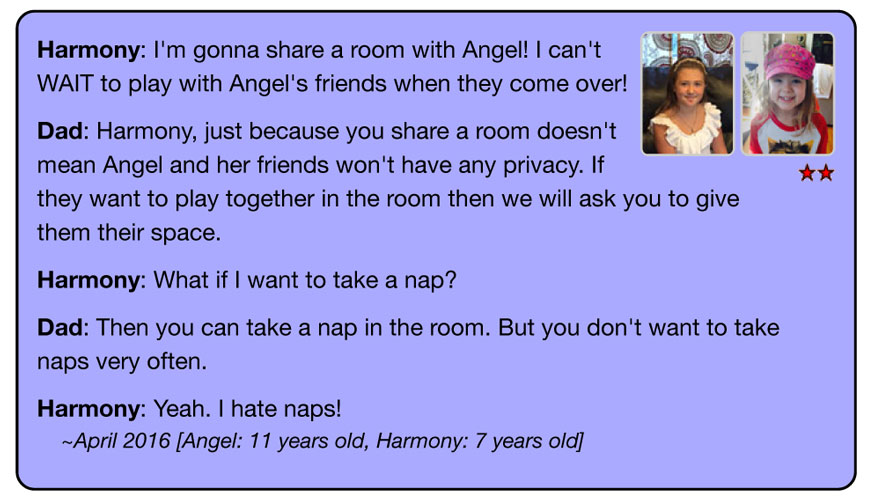 Harmony: I'm gonna share a room with Angel! I can't
WAIT to play with Angel's friends when they come over!
Dad: Harmony, just because you share a room doesn't
mean Angel and her friends won't have any privacy. If
they want to play together in the room then we will ask you to give
them their space.
Harmony: What if I want to take a nap?
Dad: Then you can take a nap in the room. But you don't want to take
naps very often.
Harmony: Yeah. I hate naps!
~April 2016 [Angel: 11 years old, Harmony: 7 years old]